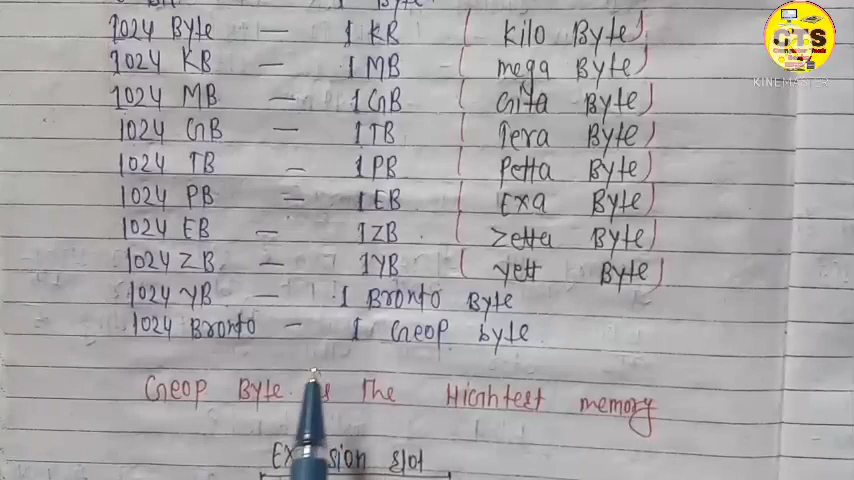 1024 Byte — 1 KB ( Kilo Byte)
1024 KB — 1 MB ( mega Byte)
1024 MB — 1 GB ( Gita Byte)
1024 GB — 1 TB ( Tera Byte)
1024 TB — 1 PB ( Petta Byte)
1024 PB — 1 EB ( Exa Byte)
1024 EB — 1 ZB ( Zetta Byte)
1024 ZB — 1 YB ( yett Byte)
1024 YB — 1 Bronto Byte
1024 Bronto — 1 Geop byte
Geop Byte is The Hightest memory
slot
GTS
KINEMASTER